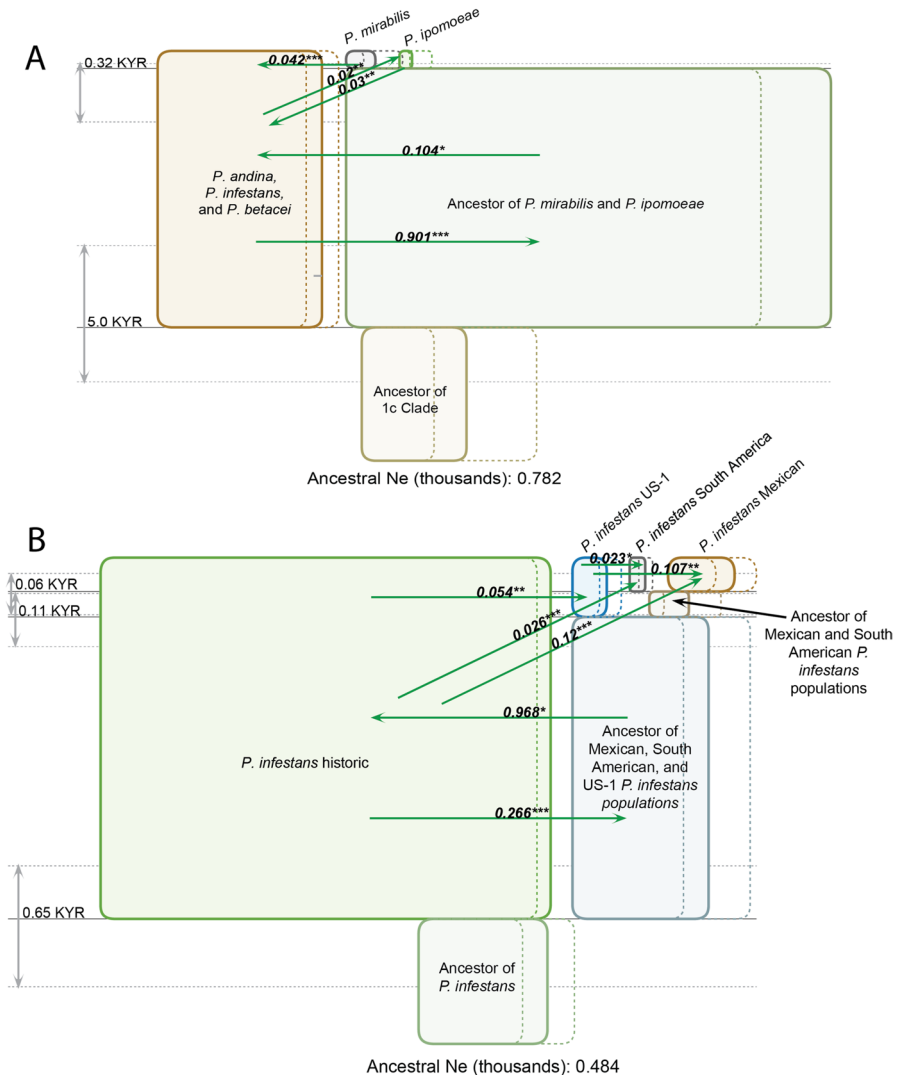 A
P. mirabilis
P. ipomoeae
0.32 KYR
0.042***
0.02**
0.03**
0.104*
P. andina,
P. infestans,
and P. betacei
Ancestor of P. mirabilis and P. ipomoeae
0.901***
5.0 KYR
Ancestor of
1c Clade
Ancestral Ne (thousands): 0.782
B
P. infestans US-1
P. infestans South America
P. infestans Mexican
0.06 KYR
0.11 KYR
0.023*
0.107**
0.054**
0.026***
0.12***
Ancestor of
Mexican and South
American P.
infestans
populations
0.968*
P. infestans historic
Ancestor of
Mexican, South
American, and
US-1 P. infestans
populations
0.266***
0.65 KYR
Ancestor of
P. infestans
Ancestral Ne (thousands): 0.484